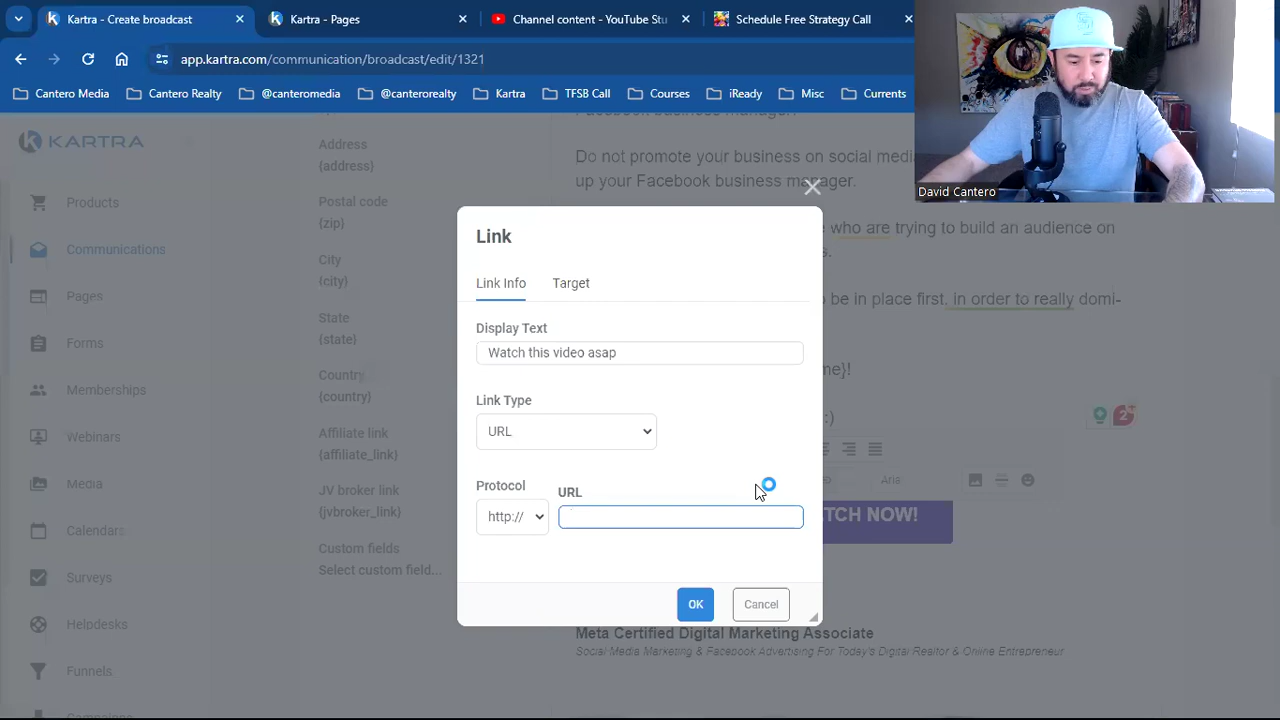 Kartra - Create broadcast
Kartra - Pages
Channel content - YouTube Stu
Schedule Free Strategy Call
app.kartra.com/communication/broadcast/edit/1321
Cantero Media
Cantero Realty
@canteromedia
@canterorealty
Kartra
TFSB Call
Courses
iReady
Misc
Currents
David Cantero
KARTRA
Products
Communications
Pages
Forms
Memberships
Webinars
Media
Calendars
Surveys
Helpdesks
Funnels
Address
{address}
Postal code
{zip}
City
{city}
State
{state}
Country
{country}
Affiliate link
{affiliate_link}
JV broker link
{jvbroker_link}
Custom fields
Select custom field...
Facebook business manager.
Do not promote your business on social media
up your Facebook business manager.
who are trying to build an audience on
s.
o be in place first, in order to really domi-
me}!
:)
2
Aria
TCH NOW!
Meta Certified Digital Marketing Associate
Social Media Marketing & Facebook Advertising For Today's Digital Realtor & Online Entrepreneur
Link
Link Info
Target
Display Text
Watch this video asap
Link Type
URL
Protocol
URL
http://
OK
Cancel